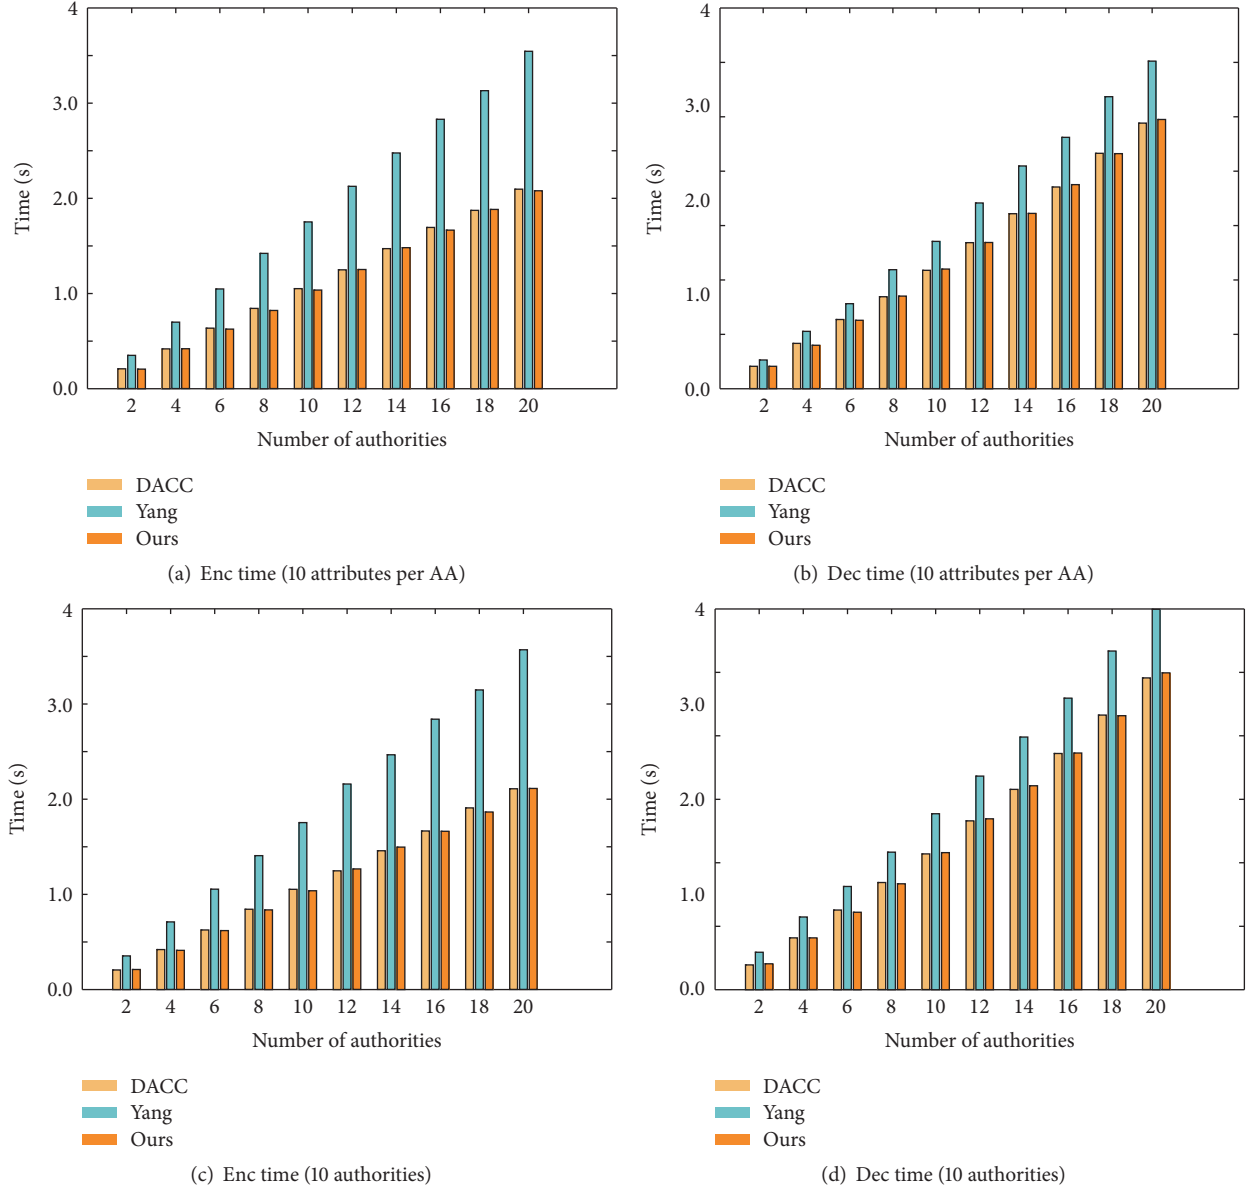 4
3.0
2.0
1.0
0.0
Time (s)
2 4 6 8 10 12 14 16 18 20
Number of authorities
DACC
Yang
Ours
(a) Enc time (10 attributes per AA)
4.0
3.0
2.0
1.0
0.0
Time (s)
2 4 6 8 10 12 14 16 18 20
Number of authorities
DACC
Yang
Ours
(b) Dec time (10 attributes per AA)
4
3.0
2.0
1.0
0.0
Time (s)
2 4 6 8 10 12 14 16 18 20
Number of authorities
DACC
Yang
Ours
(c) Enc time (10 authorities)
4
3.0
2.0
1.0
0.0
Time (s)
2 4 6 8 10 12 14 16 18 20
Number of authorities
DACC
Yang
Ours
(d) Dec time (10 authorities)